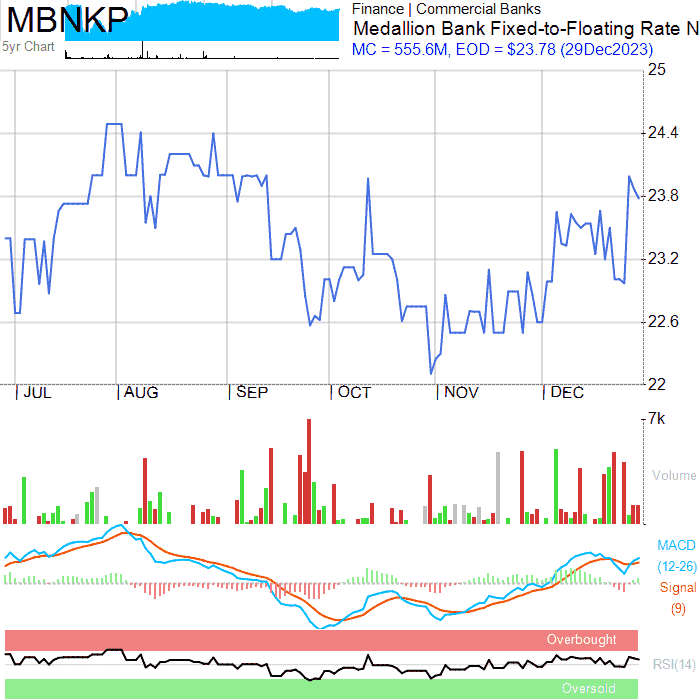 MBNKP
5yr Chart
Finance | Commercial Banks
Medallion Bank Fixed-to-Floating Rate N
MC = 555.6M, EOD = $23.78 (29Dec2023)
25
24.4
23.8
23.2
22.6
22
JUL AUG SEP OCT NOV DEC
7k
Volume
MACD
(12-26)
Signal
(9)
Overbought
RSI(14)
Oversold